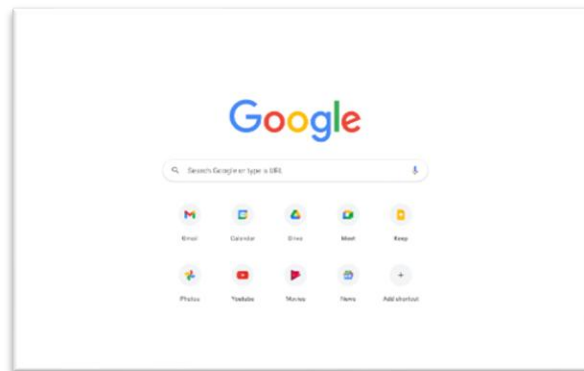 Google
Search Google or type a URL
Gmail Calendar Drive Meet Keep
Photos Youtube Movies News Add shortcut